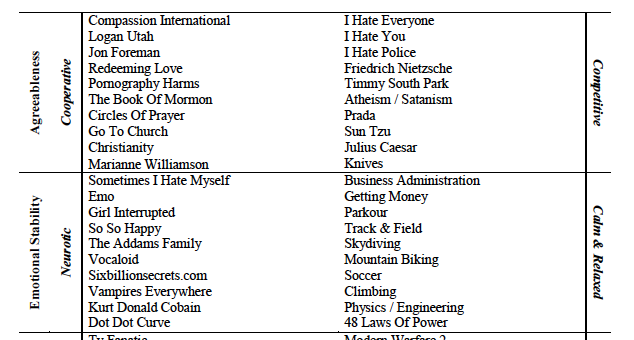 Agreeableness
Cooperative
Compassion International I Hate Everyone
Logan Utah I Hate You
Jon Foreman I Hate Police
Redeeming Love Friedrich Nietzsche
Pornography Harms Timmy South Park
The Book Of Mormon Atheism / Satanism
Circles Of Prayer Prada
Go To Church Sun Tzu
Christianity Julius Caesar
Marianne Williamson Knives
Competitive
Emotional Stability
Neurotic
Sometimes I Hate Myself Business Administration
Emo Getting Money
Girl Interrupted Parkour
So So Happy Track & Field
The Addams Family Skydiving
Vocaloid Mountain Biking
Sixbillionsecrets.com Soccer
Vampires Everywhere Climbing
Kurt Donald Cobain Physics / Engineering
Dot Dot Curve 48 Laws Of Power
Calm & Relaxed
Modern Warfare 2